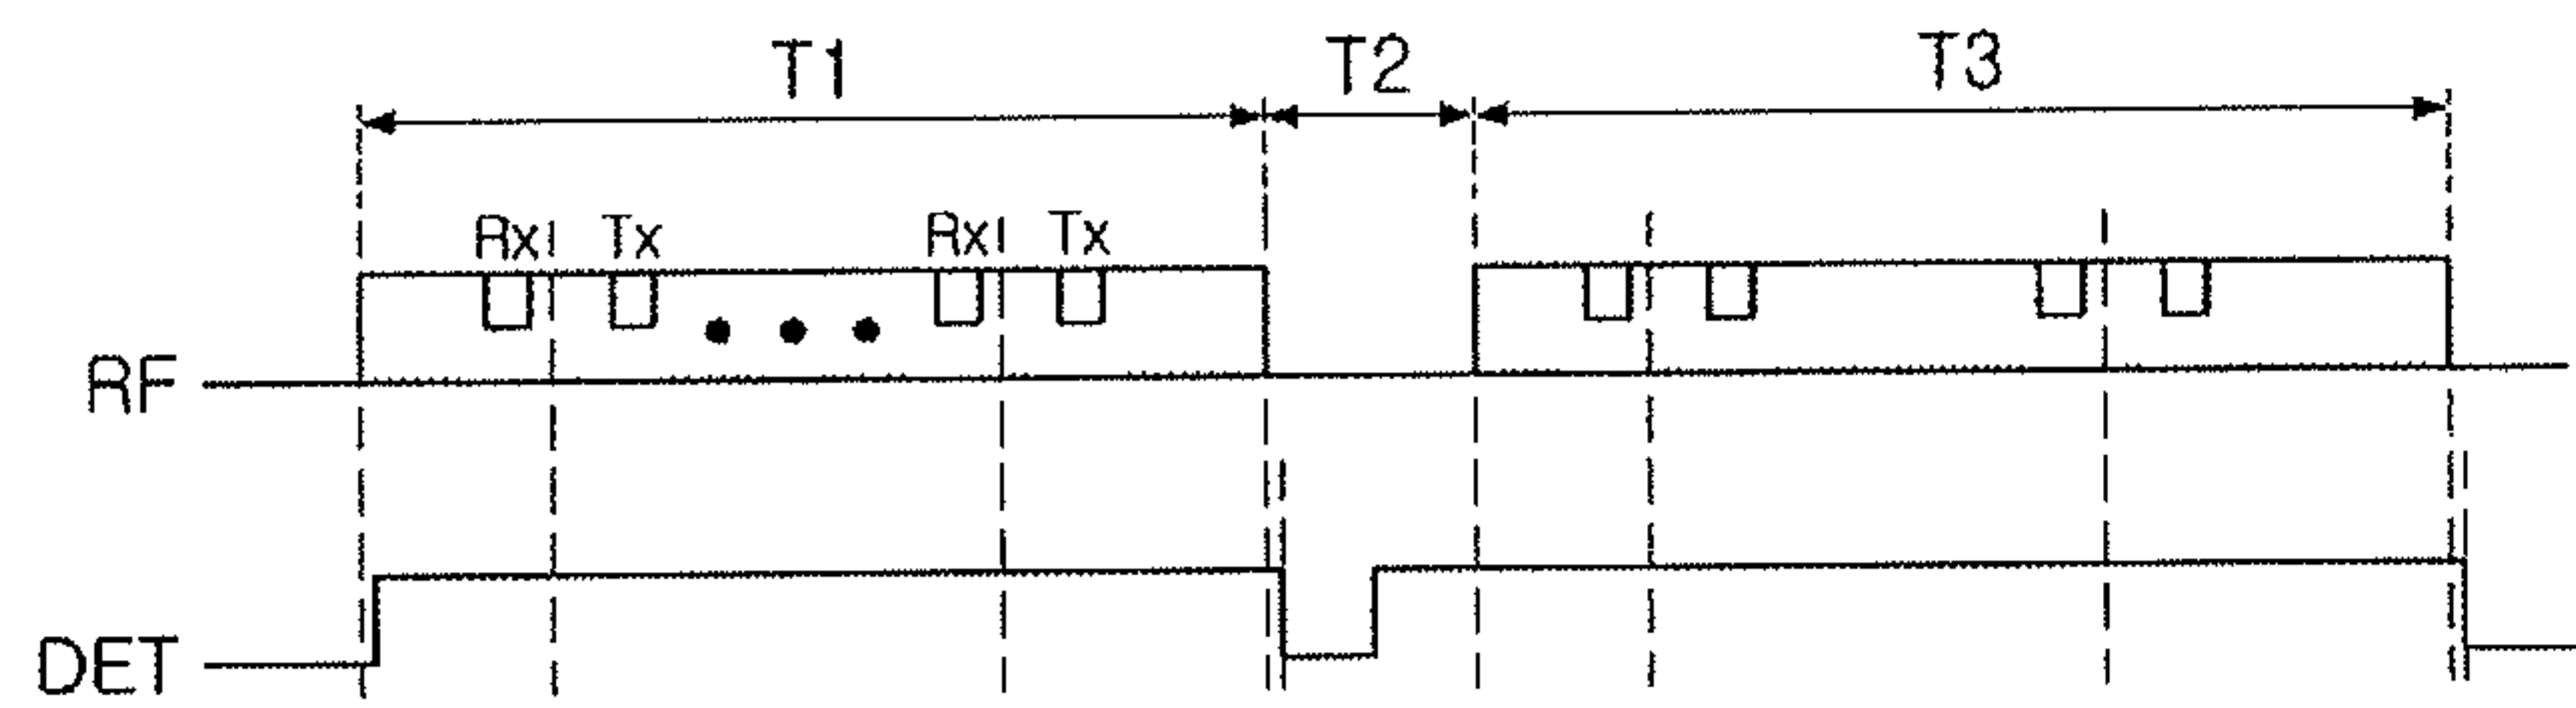 T1 T2 T3
Rx Tx Rx Tx
RF
DET